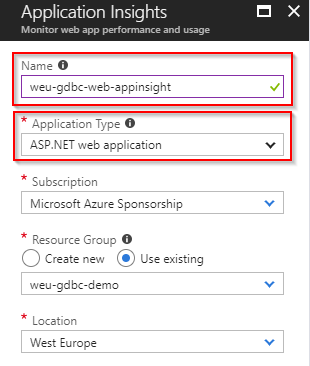 Application Insights
Monitor web app performance and usage
Name
weu-gdbc-web-appinsight
* Application Type
ASP.NET web application
* Subscription
Microsoft Azure Sponsorship
* Resource Group
Create new Use existing
weu-gdbc-demo
* Location
West Europe